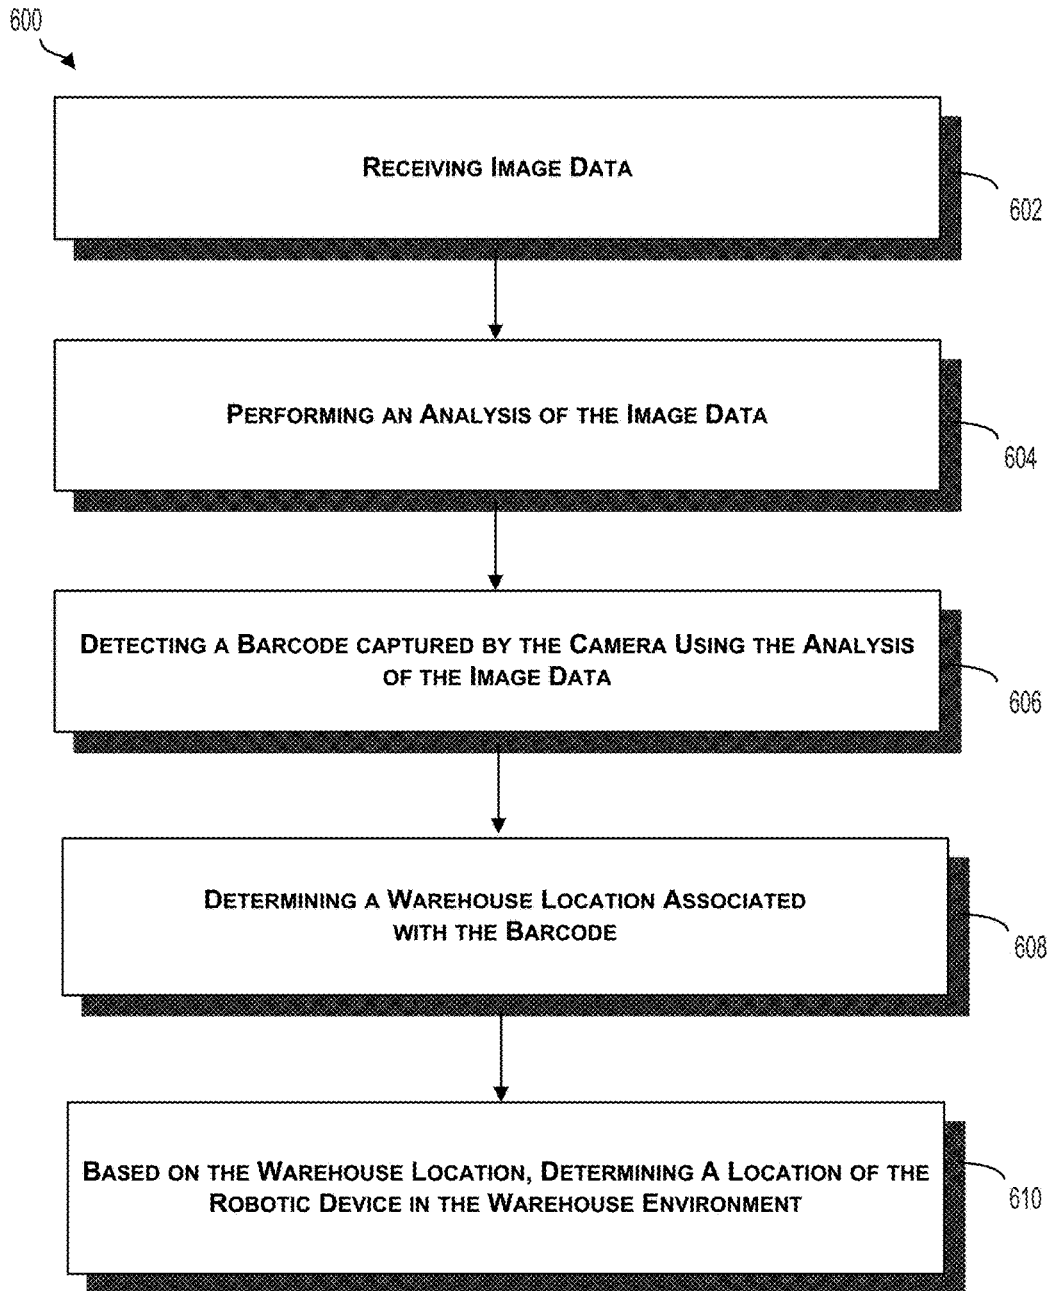 600
RECEIVING IMAGE DATA
602
PERFORMING AN ANALYSIS OF THE IMAGE DATA
604
DETECTING A BARCODE CAPTURED BY THE CAMERA USING THE ANALYSIS
OF THE IMAGE DATA
606
DETERMINING A WAREHOUSE LOCATION ASSOCIATED
WITH THE BARCODE
608
BASED ON THE WAREHOUSE LOCATION, DETERMINING A LOCATION OF THE
ROBOTIC DEVICE IN THE WAREHOUSE ENVIRONMENT
610